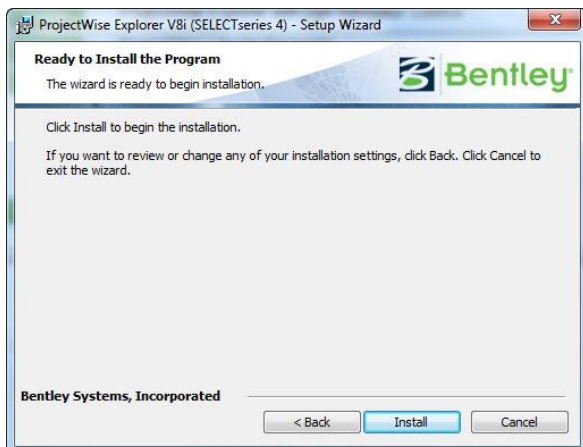 ProjectWise Explorer V8i (SELECTseries 4) - Setup Wizard
Ready to Install the Program
The wizard is ready to begin installation.
Bentley
Click Install to begin the installation.
If you want to review or change any of your installation settings, click Back. Click Cancel to
exit the wizard.
Bentley Systems, Incorporated
< Back
Install
Cancel